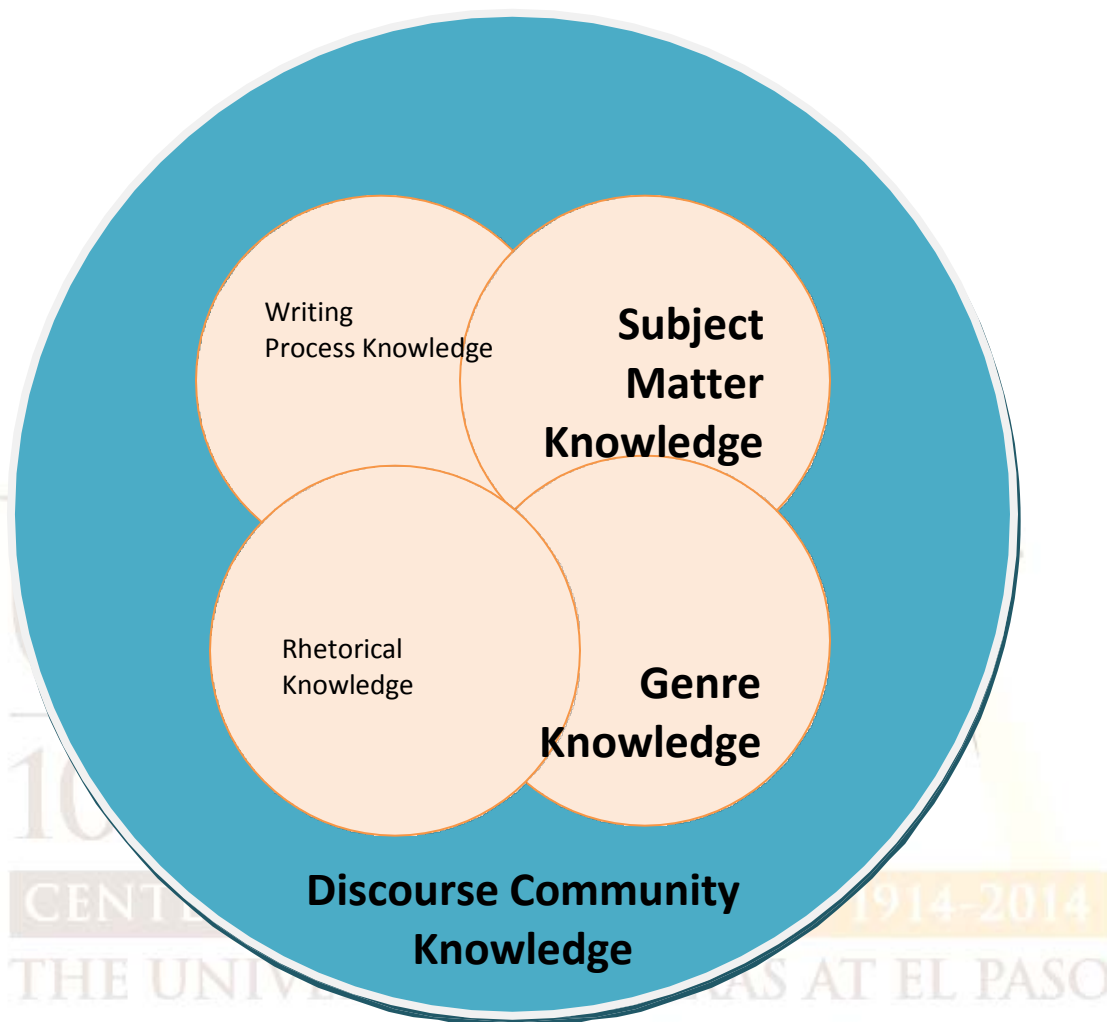 Writing
Process Knowledge
Subject
Matter
Knowledge
Rhetorical
Knowledge
Genre
Knowledge
10
Discourse Community
Knowledge
CENT
1914-2014
THE UNIV
AS AT EL PASO